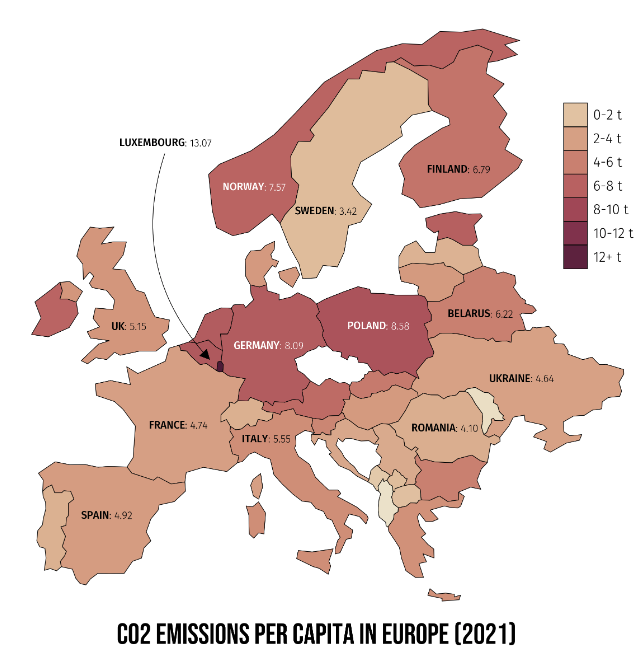 0-2 t
2-4 t
4-6 t
6-8 t
8-10 t
10-12 t
12+ t
LUXEMBOURG: 13.07
NORWAY: 7.57
FINLAND: 6.79
SWEDEN: 3.42
UK: 5.15
BELARUS: 6.22
POLAND: 8.58
GERMANY: 8.09
UKRAINE: 4.64
FRANCE: 4.74
ROMANIA: 4.10
ITALY: 5.55
SPAIN: 4.92
CO2 EMISSIONS PER CAPITA IN EUROPE (2021)